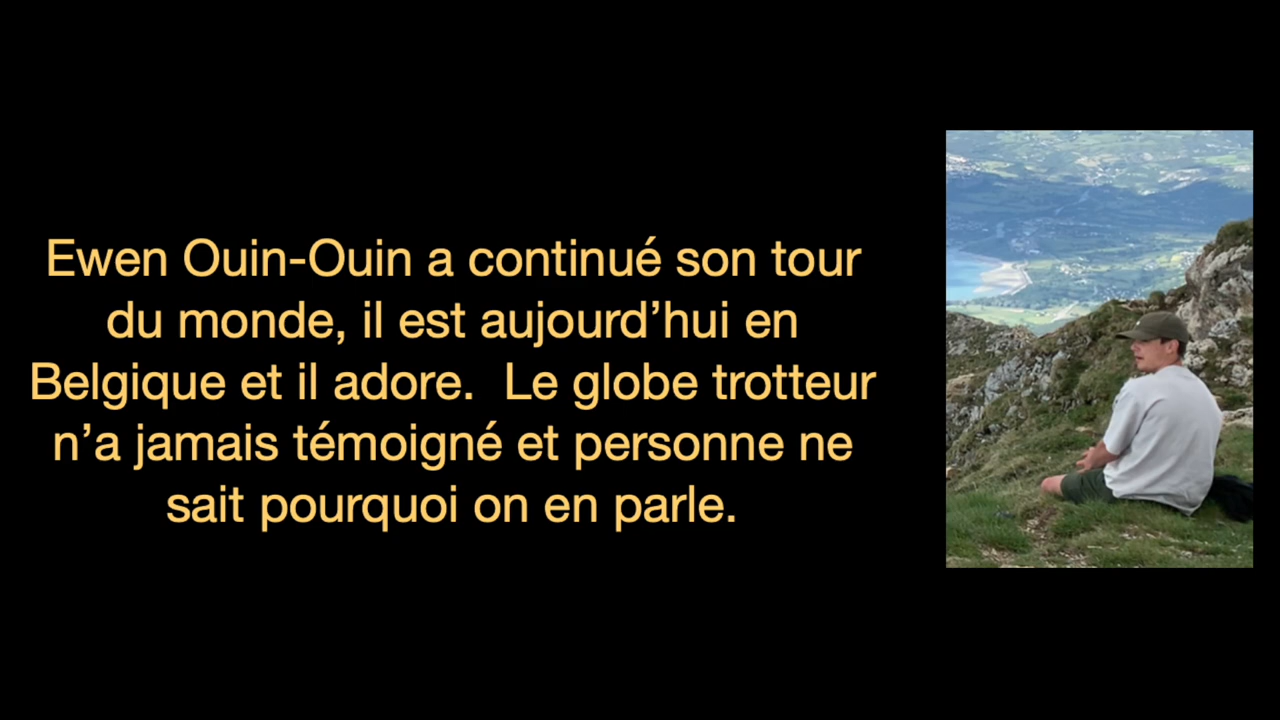 Ewen Ouin-Ouin a continué son tour
du monde, il est aujourd’hui en
Belgique et il adore.  Le globe trotteur
n’a jamais témoigné et personne ne
sait pourquoi on en parle.